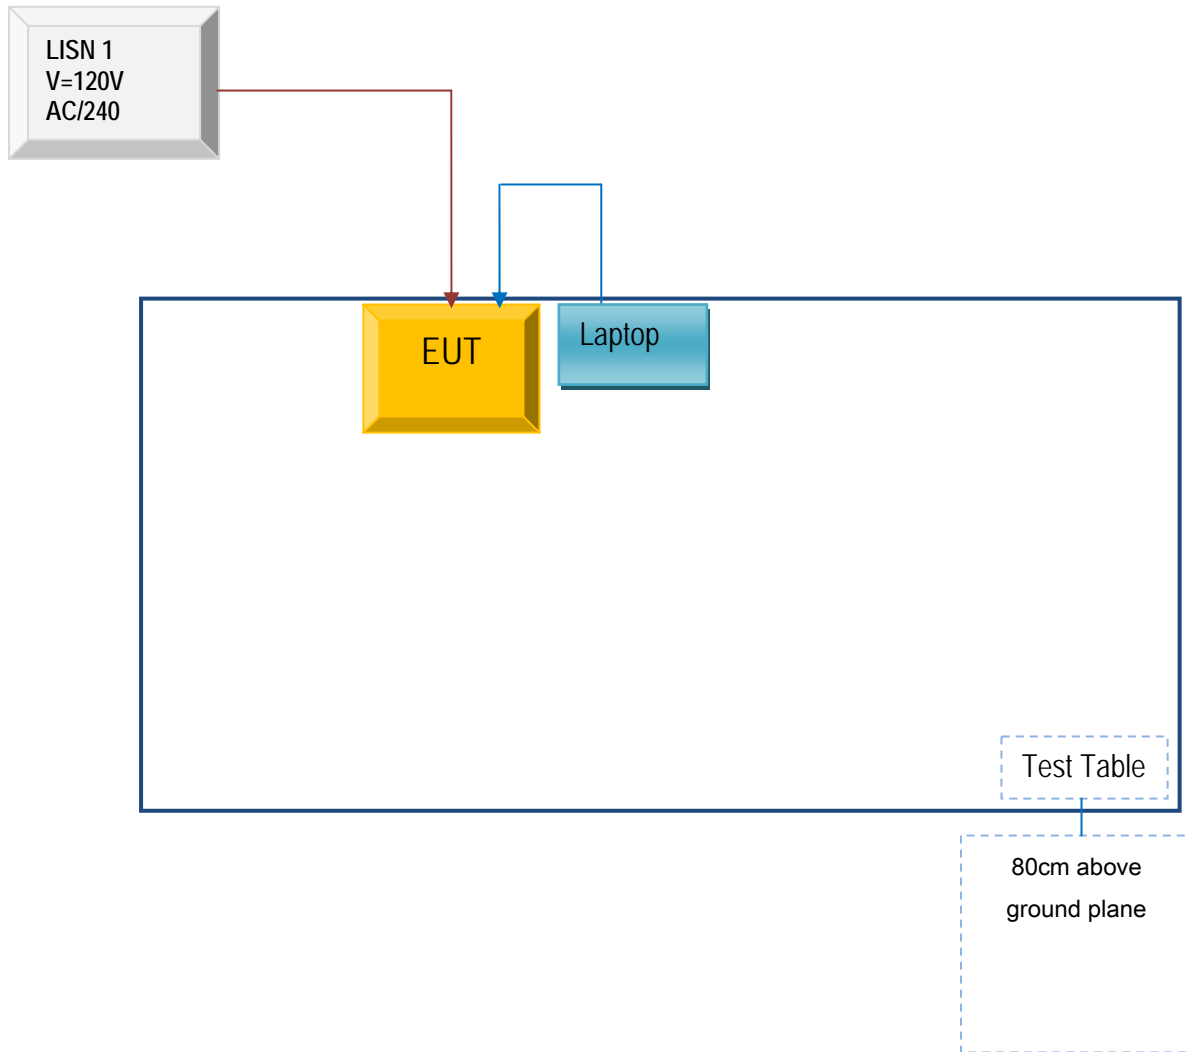 LISN 1
V=120V
AC/240
EUT
Laptop
Test Table
80cm above
ground plane